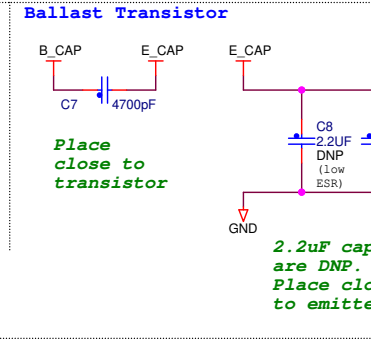 Ballast Transistor
B_CAP
E_CAP
E_CAP
C7
4700pF
C8
2.2UF
DNP
(low
ESR)
Place
close to
transistor
GND
2.2uF cap
are DNP.
Place clo
to emitte